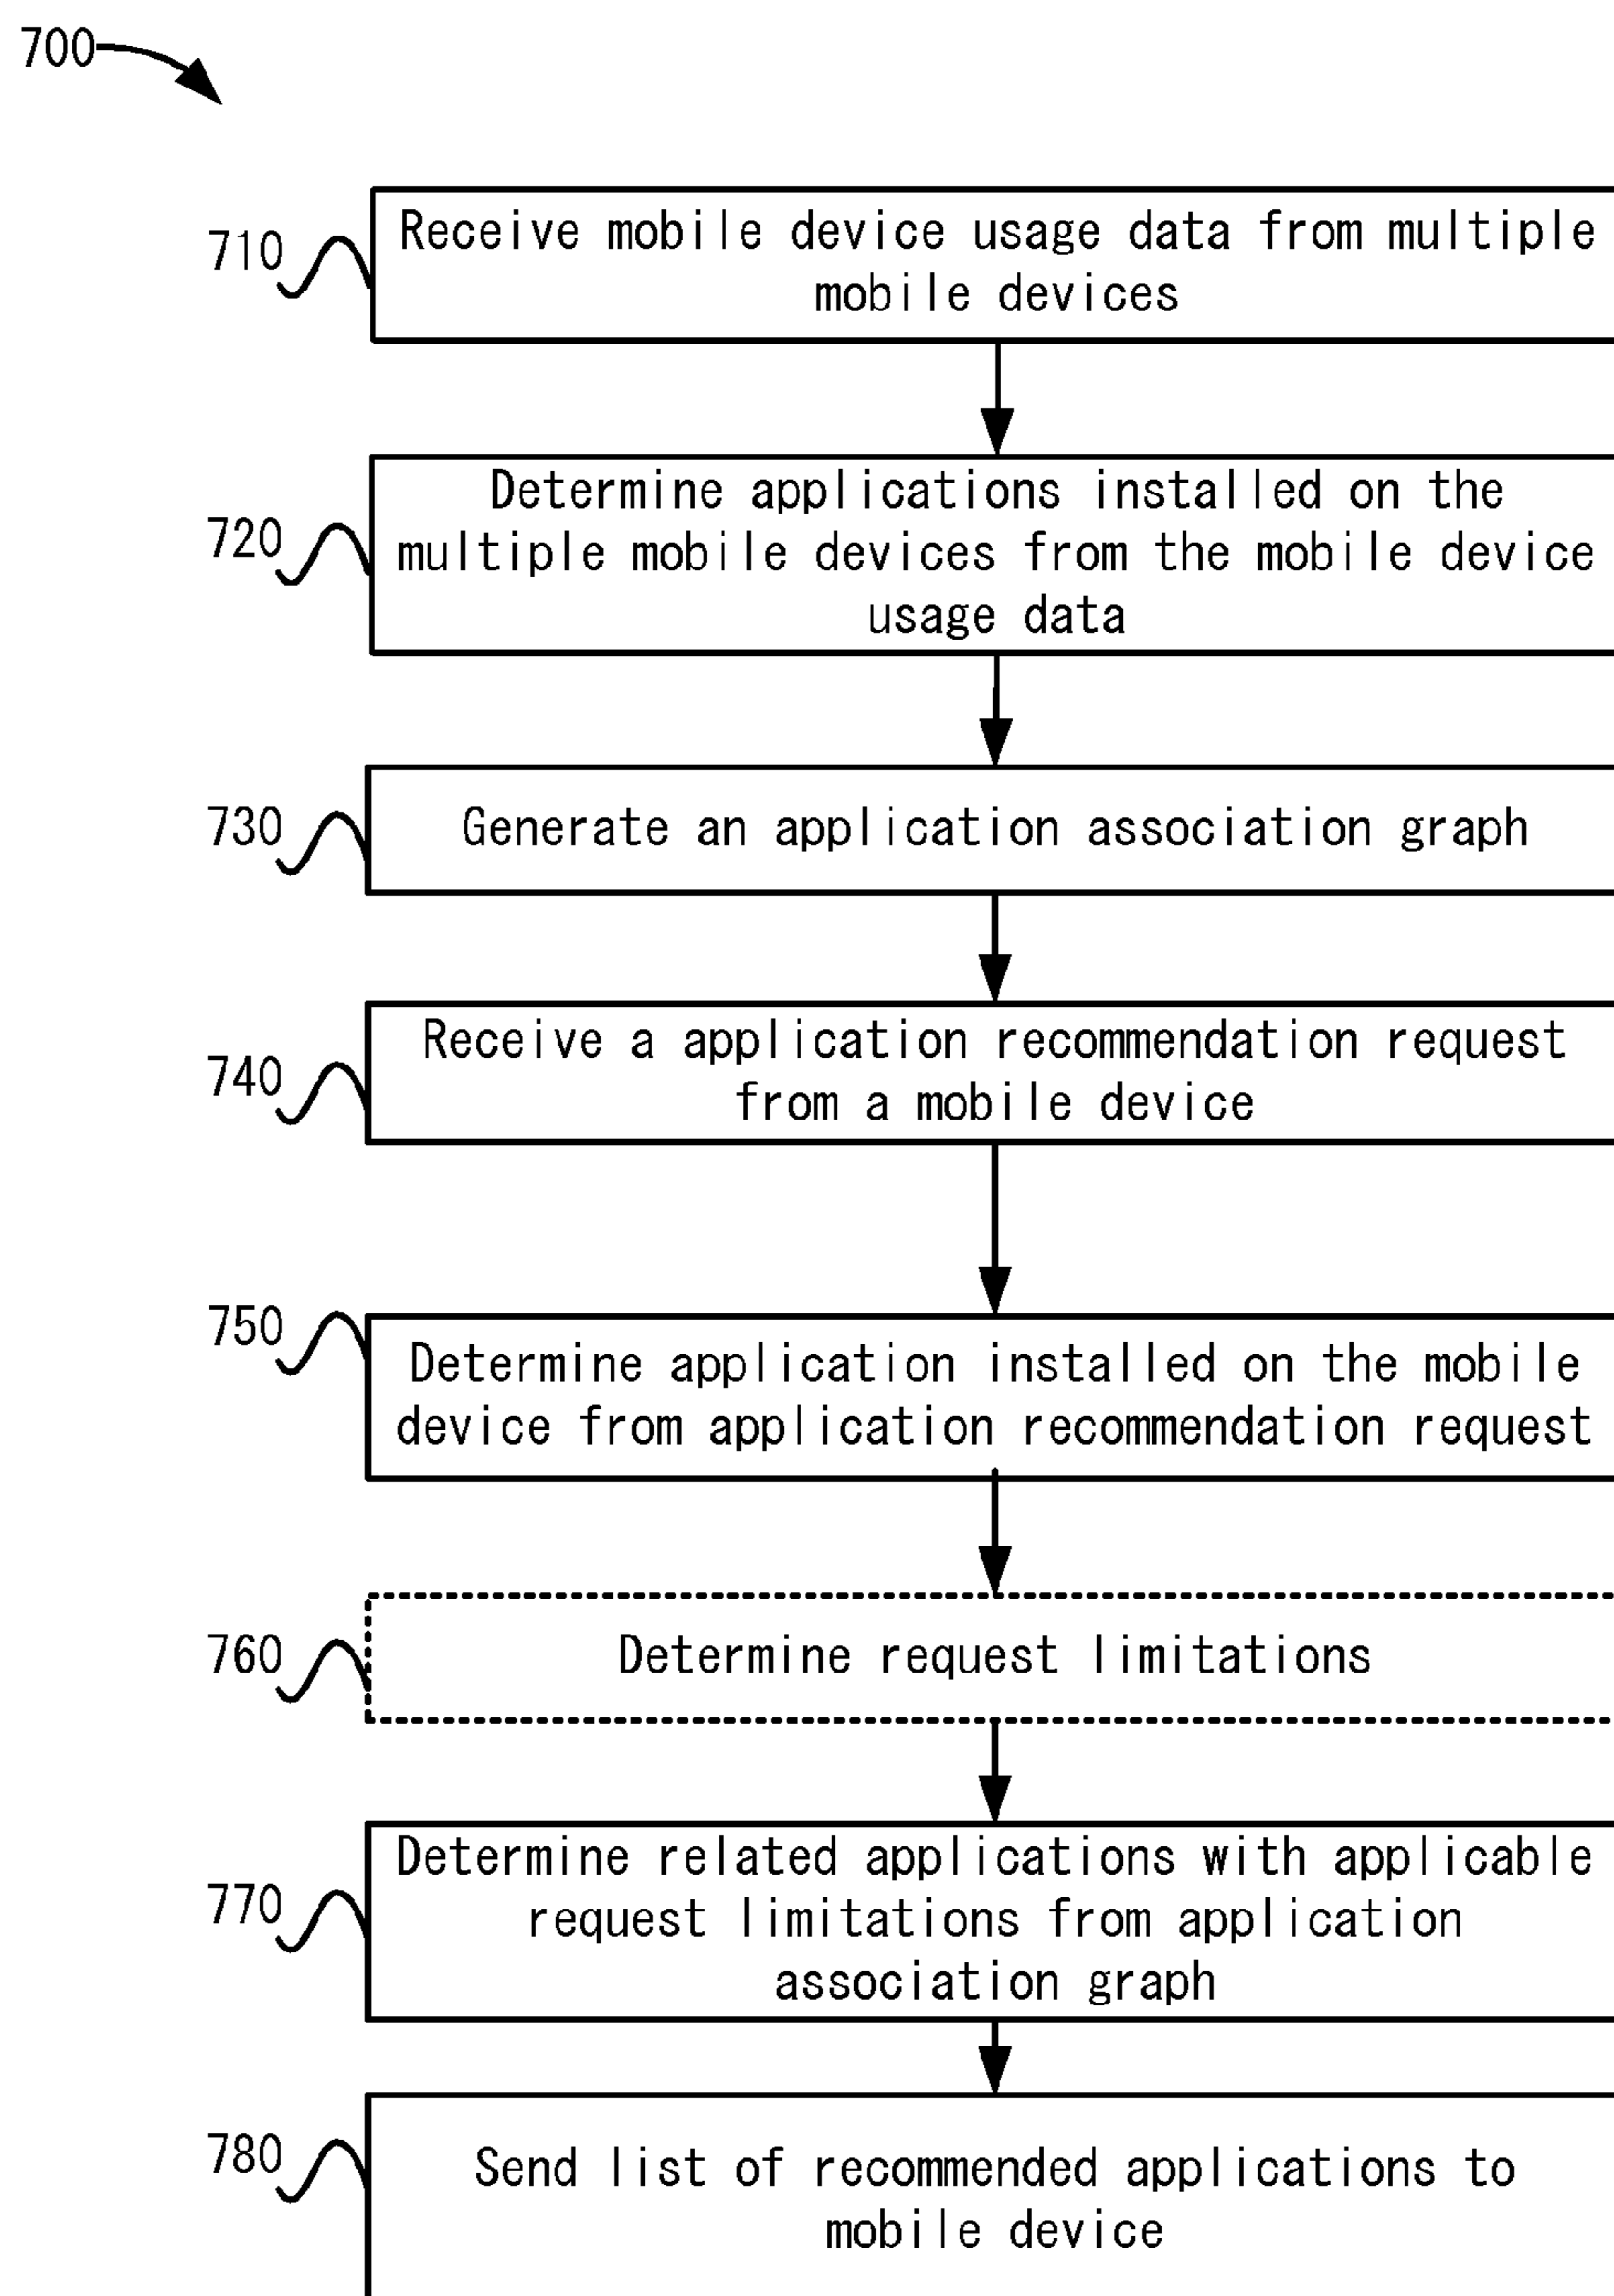 700
710
Receive mobile device usage data from multiple
mobile devices
720
Determine applications installed on the
multiple mobile devices from the mobile device
usage data
730
Generate an application association graph
740
Receive a application recommendation request
from a mobile device
750
Determine application installed on the mobile
device from application recommendation request
760
Determine request limitations
770
Determine related applications with applicable
request limitations from application
association graph
780
Send list of recommended applications to
mobile device